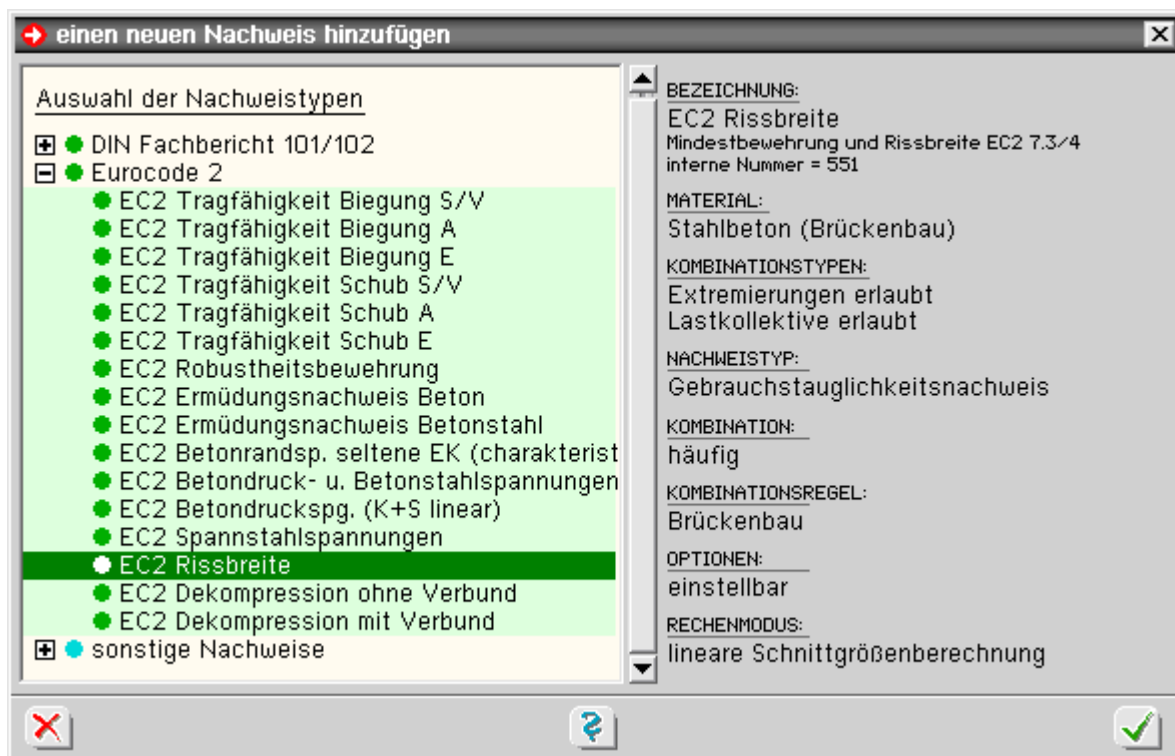 einen neuen Nachweis hinzufügen
Auswahl der Nachweistypen
DIN Fachbericht 101/102
Eurocode 2
EC2 Tragfähigkeit Biegung S/V
EC2 Tragfähigkeit Biegung A
EC2 Tragfähigkeit Biegung E
EC2 Tragfähigkeit Schub S/V
EC2 Tragfähigkeit Schub A
EC2 Tragfähigkeit Schub E
EC2 Robustheitsbewehrung
EC2 Ermüdungsnachweis Beton
EC2 Ermüdungsnachweis Betonstahl
EC2 Betonrandsp. seltene EK (charakterist
EC2 Betondruck- u. Betonstahlspannungen
EC2 Betondruckspg. (K+S linear)
EC2 Spannstahlspannungen
EC2 Rissbreite
EC2 Dekompression ohne Verbund
EC2 Dekompression mit Verbund
sonstige Nachweise
BEZEICHNUNG:
EC2 Rissbreite
Mindestbewehrung und Rissbreite EC2 7.3/4
interne Nummer = 551
MATERIAL:
Stahlbeton (Brückenbau)
KOMBINATIONSTYPEN:
Extremierungen erlaubt
Lastkollektive erlaubt
NACHWEISTYP:
Gebrauchstauglichkeitsnachweis
KOMBINATION:
häufig
KOMBINATIONSREGEL:
Brückenbau
OPTIONEN:
einstellbar
RECHENMODUS:
lineare Schnittgrößenberechnung